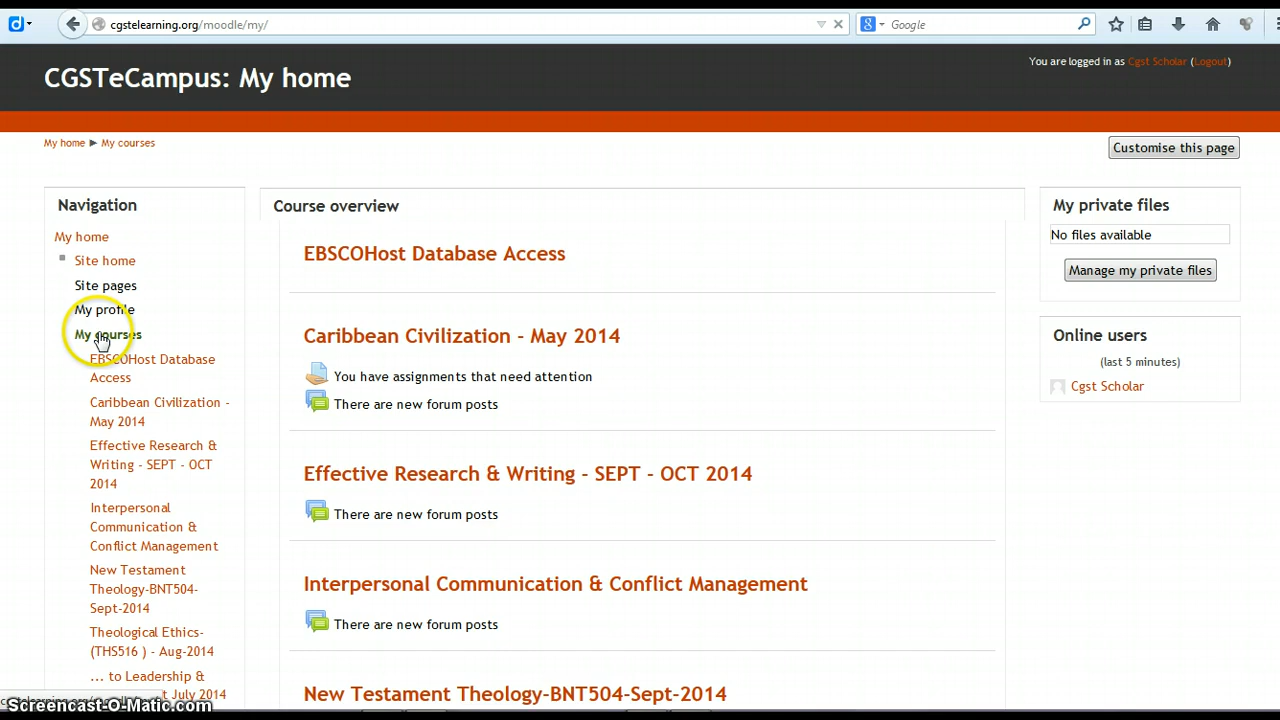 cgstelearning.org/moodle/my/
Google
CGSTeCampus: My home
You are logged in as Cgst Scholar (Logout)
My home ► My courses
Customise this page
Navigation
My home
Site home
Site pages
My profile
My courses
EBSCOHost Database
Access
Caribbean Civilization -
May 2014
Effective Research &
Writing - SEPT - OCT
2014
Interpersonal
Communication &
Conflict Management
New Testament
Theology-BNT504-
Sept-2014
Theological Ethics-
(THS516 ) - Aug-2014
... to Leadership &
July 2014
Course overview
EBSCOHost Database Access
Caribbean Civilization - May 2014
You have assignments that need attention
There are new forum posts
Effective Research & Writing - SEPT - OCT 2014
There are new forum posts
Interpersonal Communication & Conflict Management
There are new forum posts
New Testament Theology-BNT504-Sept-2014
My private files
No files available
Manage my private files
Online users
(last 5 minutes)
Cgst Scholar
Screencast-O-Matic.com